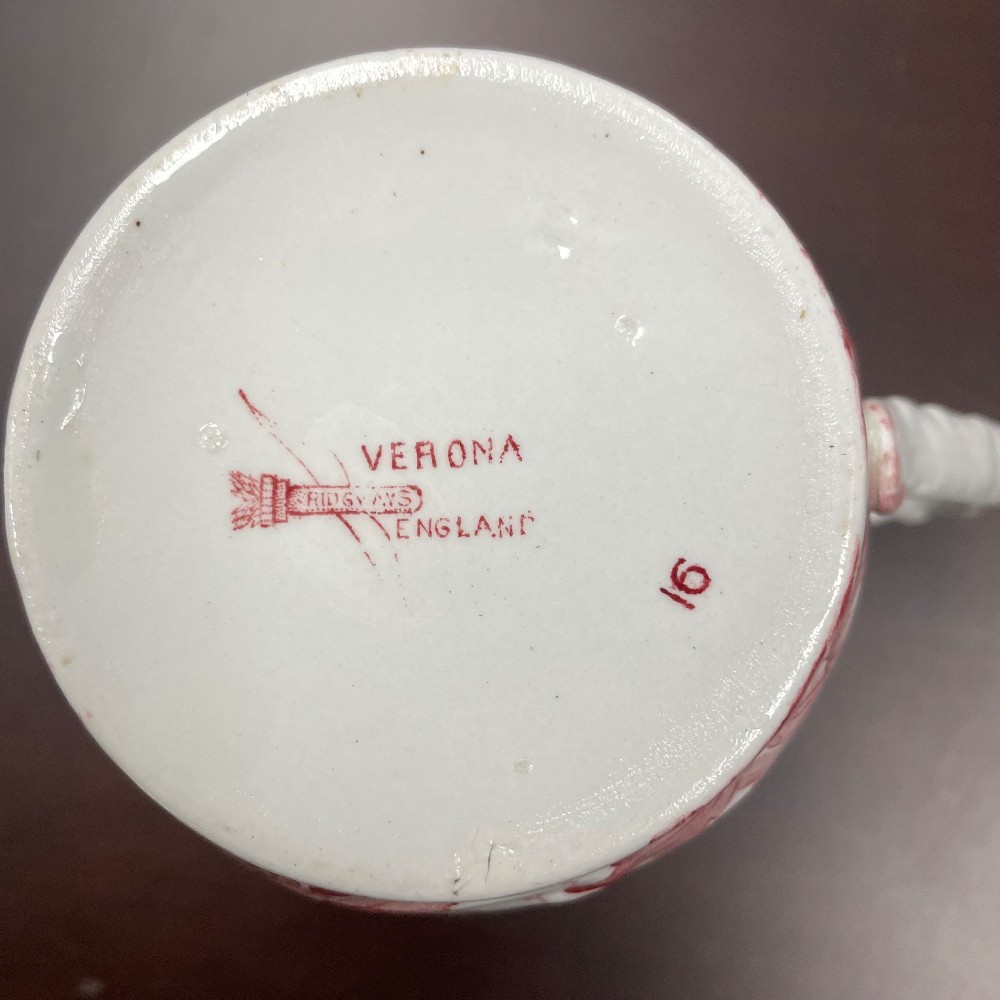 VERONA
RIDGWAYS
ENGLAND
16